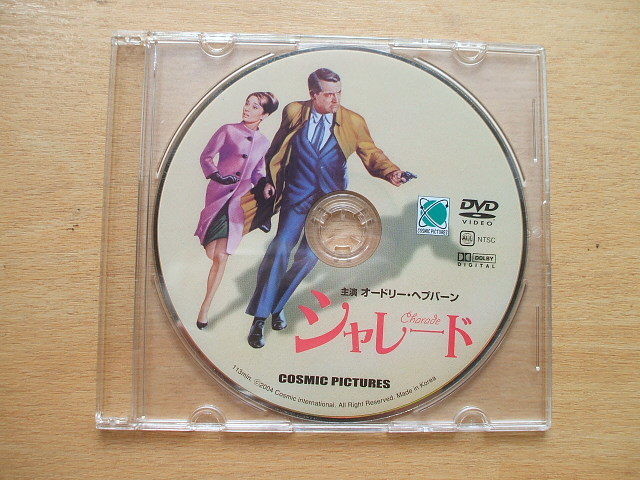 COSMIC PICTURES
DVD
VIDEO
ALL NTSC
DOLBY
DIGITAL
主演 オードリー・ヘプバーン
シャレード
Charade
COSMIC PICTURES
113min. ℗2004 Cosmic International. All Right Reserved. Made in Korea